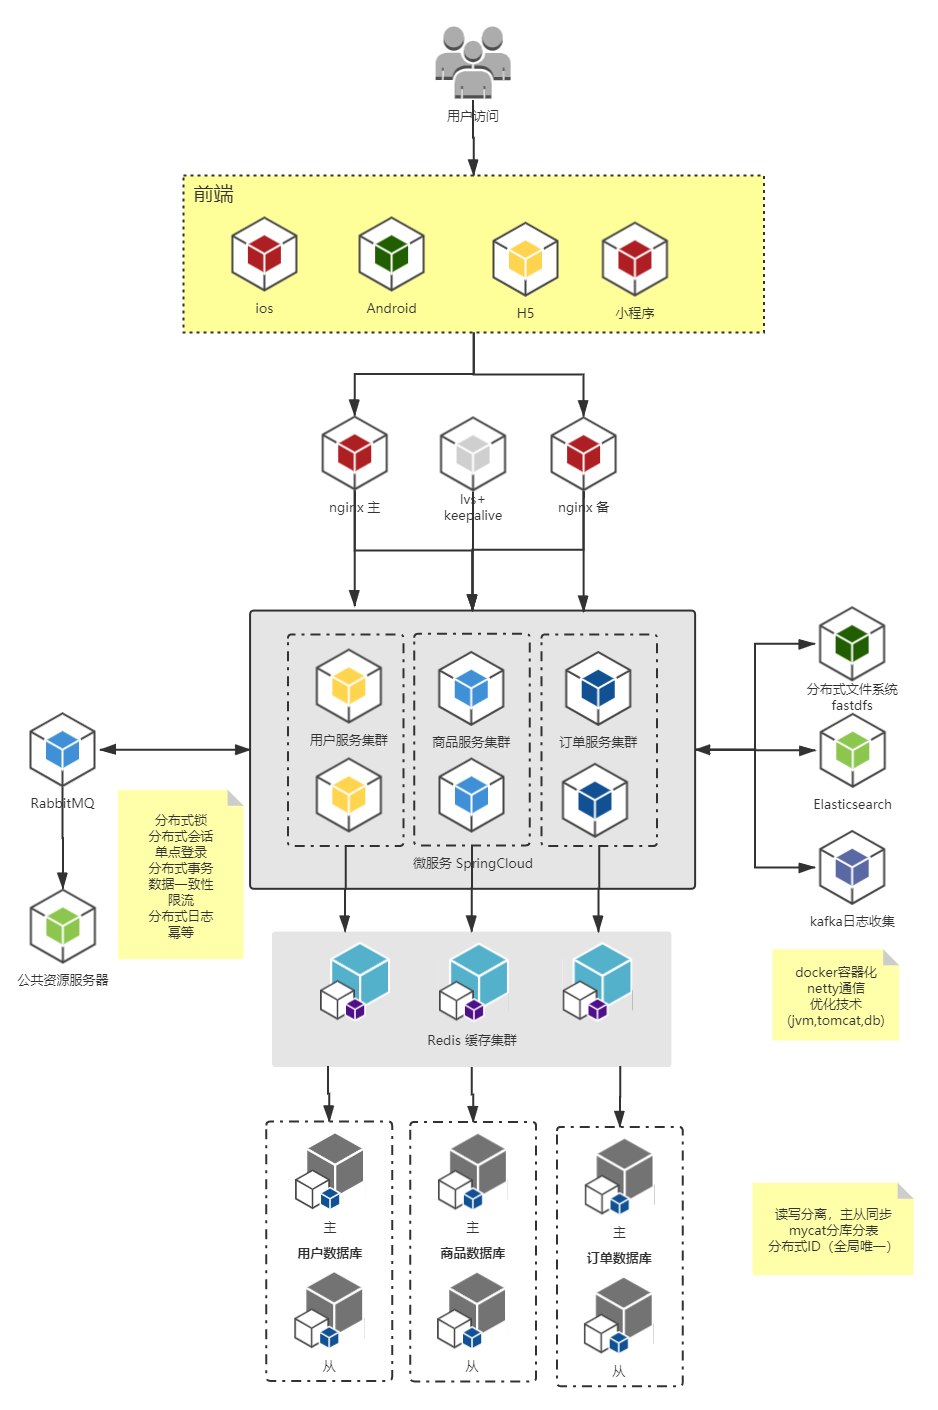 用户访问
前端
ios
Android
H5
小程序
nginx 主
lvs+
keepalive
nginx 备
用户服务集群
商品服务集群
订单服务集群
微服务 SpringCloud
分布式文件系统
fastdfs
Elasticsearch
kafka日志收集
RabbitMQ
公共资源服务器
分布式锁
分布式会话
单点登录
分布式事务
数据一致性
限流
分布式日志
幂等
docker容器化
netty通信
优化技术
(jvm,tomcat,db)
Redis 缓存集群
主
用户数据库
从
主
商品数据库
从
主
订单数据库
从
读写分离，主从同步
mycat分库分表
分布式ID（全局唯一）